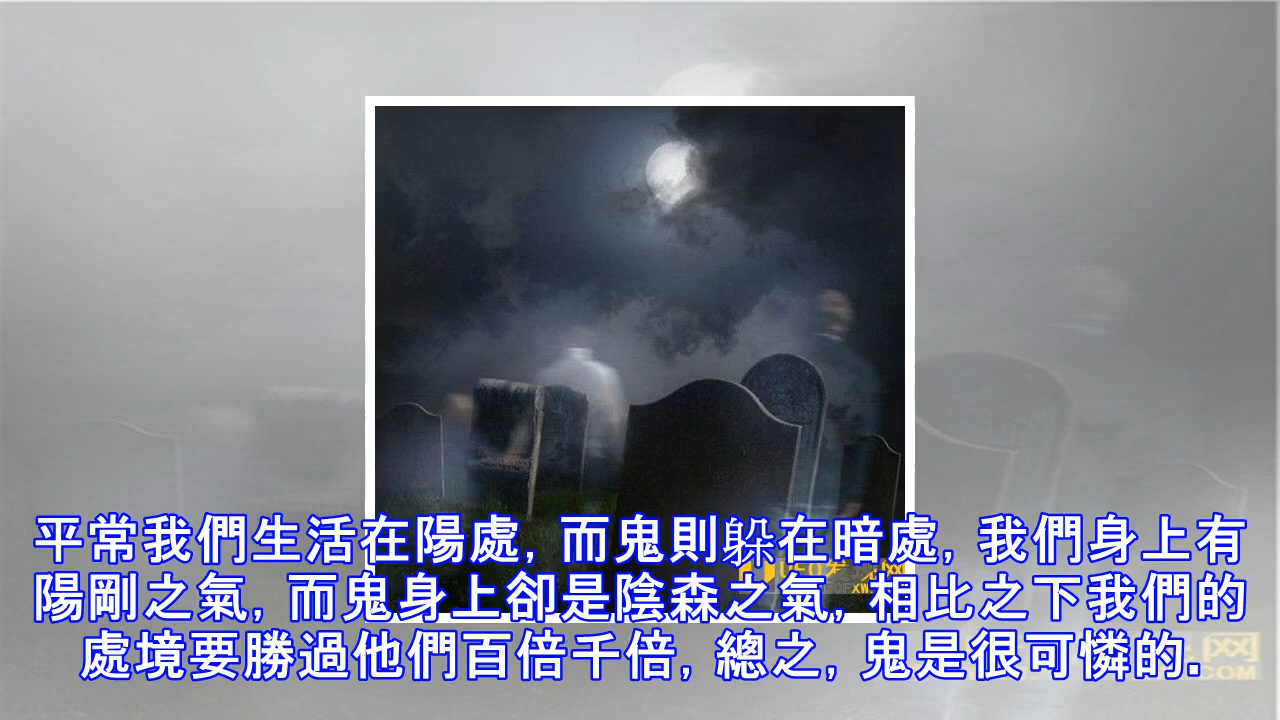 平常我們生活在陽處, 而鬼則躲在暗處, 我們身上有
陽剛之氣, 而鬼身上卻是陰森之氣, 相比之下我們的
處境要勝過他們百倍千倍, 總之, 鬼是很可憐的.